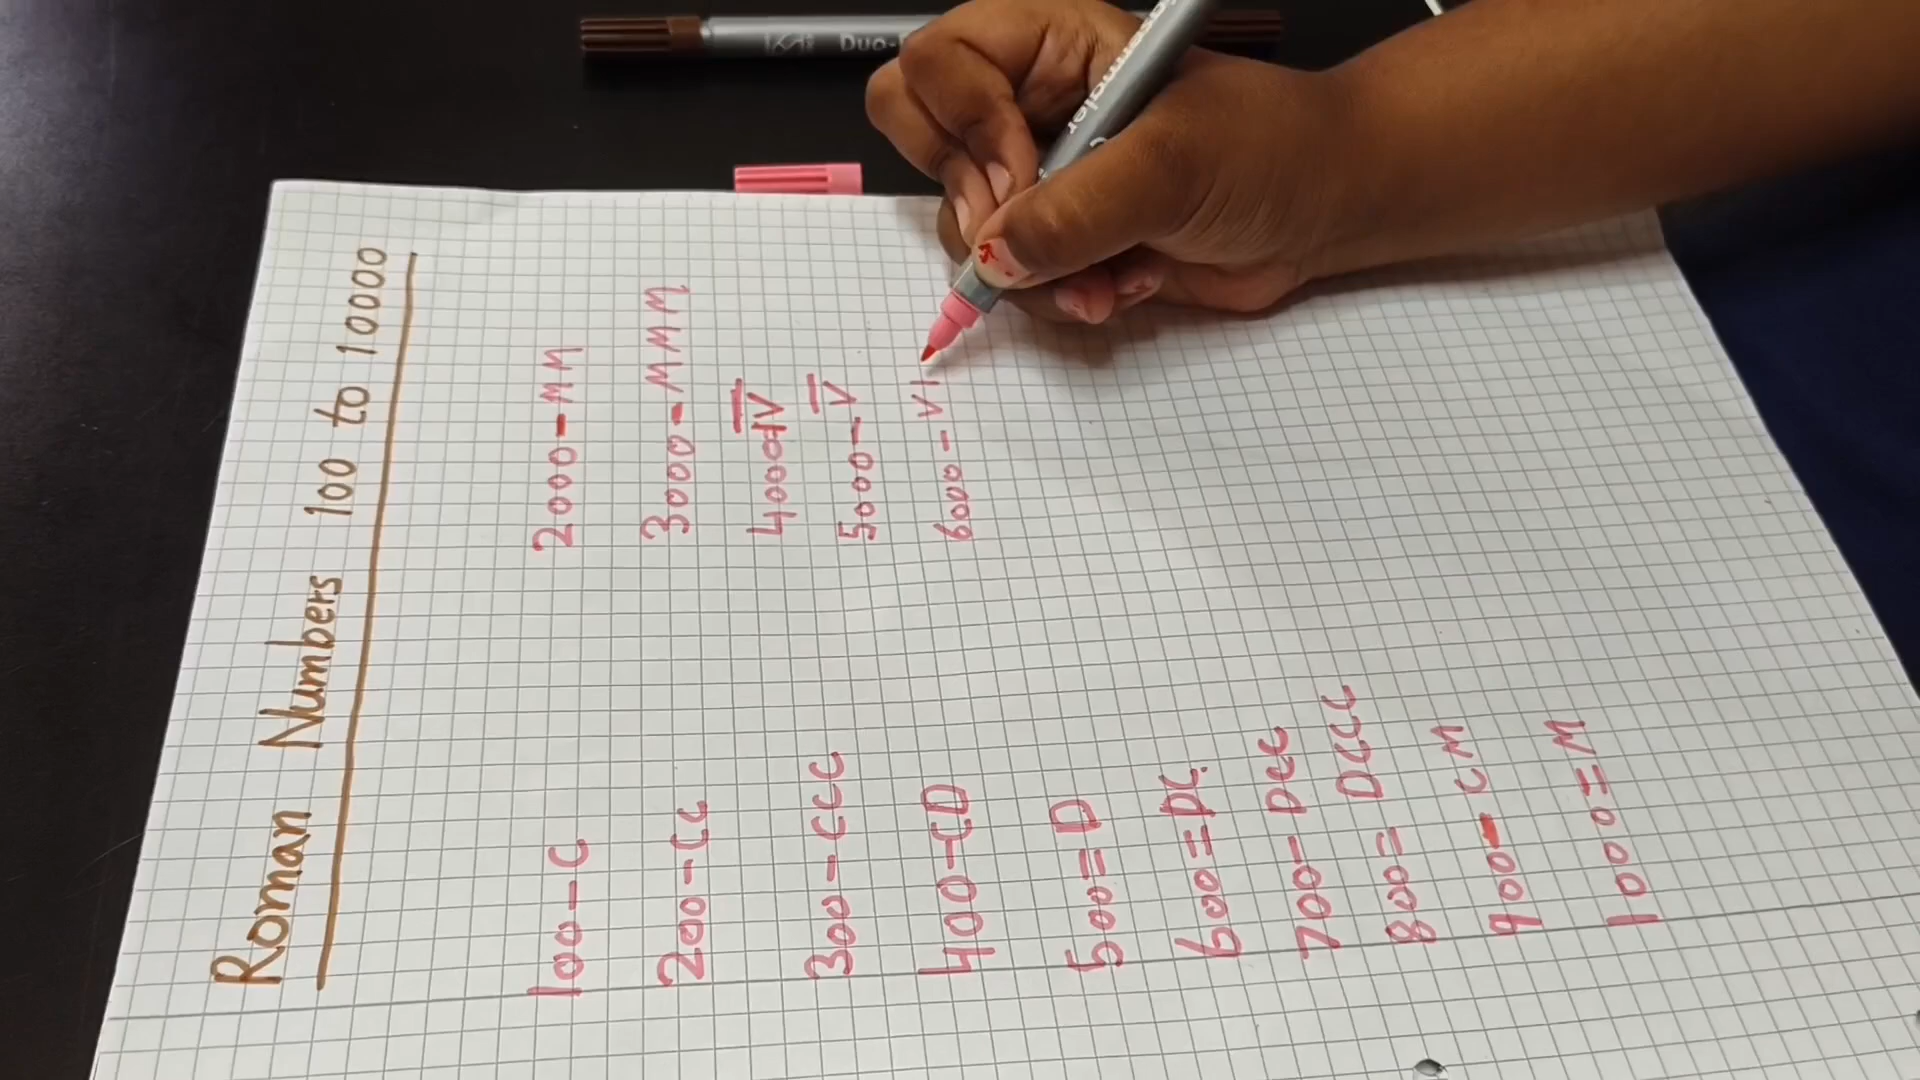 Roman Numbers 100 to 10000
100-C
200-CC
300-CCC
400-CD
500=D
600=DC.
700-DCC
800=DCCC
900-CM
1000=M
2000-MM
3000-MMM
4000-I̅V̅
5000-V̅
6000-VI
Duo-